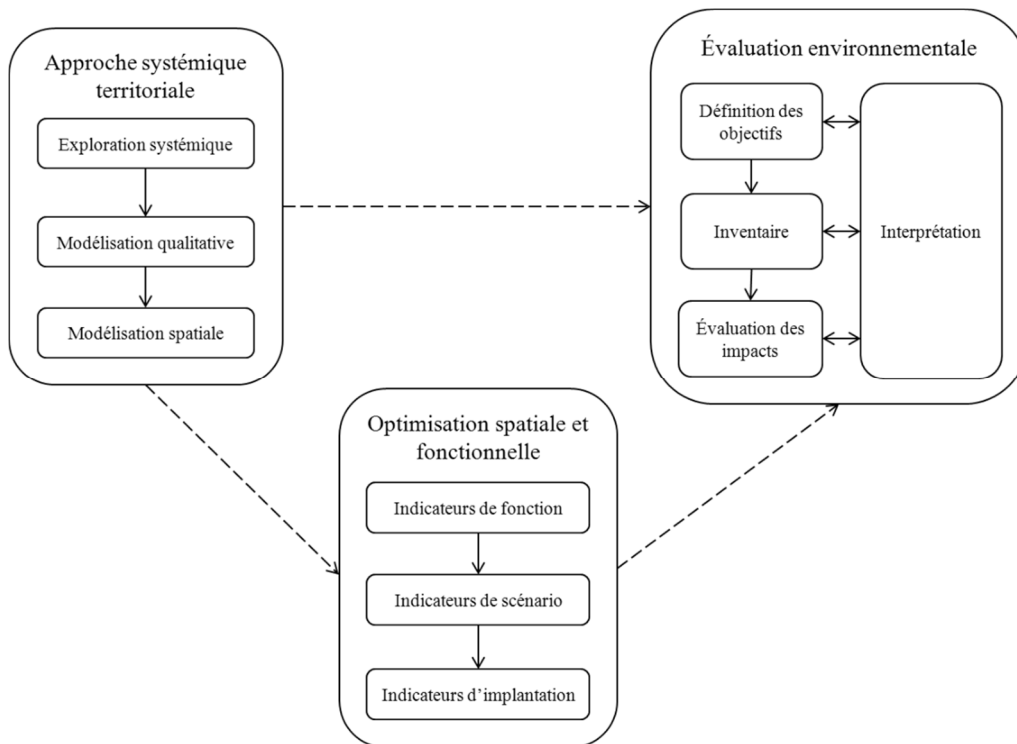 Approche systémique
territoriale
Exploration systémique
Modélisation qualitative
Modélisation spatiale
Évaluation environnementale
Définition des
objectifs
Inventaire
Évaluation des
impacts
Interprétation
Optimisation spatiale et
fonctionnelle
Indicateurs de fonction
Indicateurs de scénario
Indicateurs d’implantation